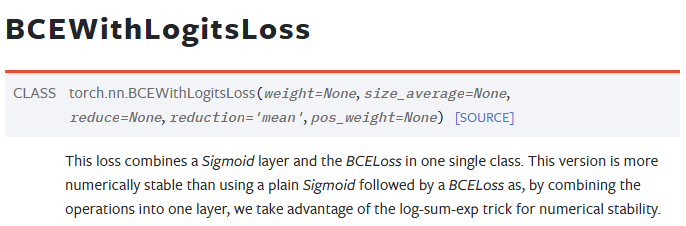 BCEWithLogitsLoss
CLASS torch.nn.BCEWithLogitsLoss(weight=None, size_average=None,
reduce=None, reduction='mean', pos_weight=None) [SOURCE]
This loss combines a Sigmoid layer and the BCELoss in one single class. This version is more
numerically stable than using a plain Sigmoid followed by a BCELoss as, by combining the
operations into one layer, we take advantage of the log-sum-exp trick for numerical stability.